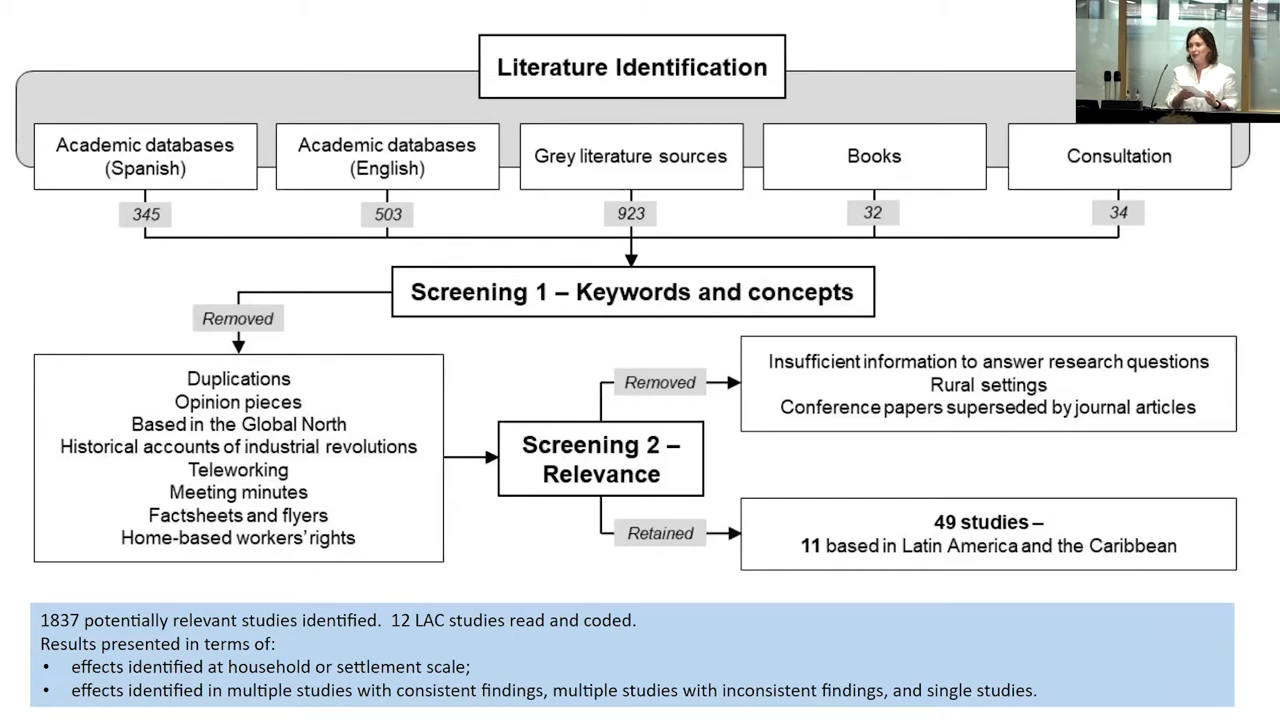 Literature Identification
Academic databases
(Spanish)
Academic databases
(English)
Grey literature sources
Books
Consultation
345
503
923
32
34
Screening 1 – Keywords and concepts
Removed
Duplications
Opinion pieces
Based in the Global North
Historical accounts of industrial revolutions
Teleworking
Meeting minutes
Factsheets and flyers
Home-based workers' rights
Screening 2 –
Relevance
Removed
Insufficient information to answer research questions
Rural settings
Conference papers superseded by journal articles
Retained
49 studies –
11 based in Latin America and the Caribbean
1837 potentially relevant studies identified. 12 LAC studies read and coded.
Results presented in terms of:
• effects identified at household or settlement scale;
• effects identified in multiple studies with consistent findings, multiple studies with inconsistent findings, and single studies.